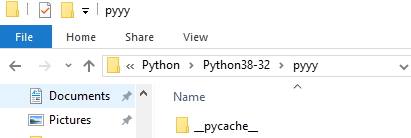 pyyy
File Home Share View
« Python > Python38-32 > pyyy
Documents
Name
Pictures
__pycache__